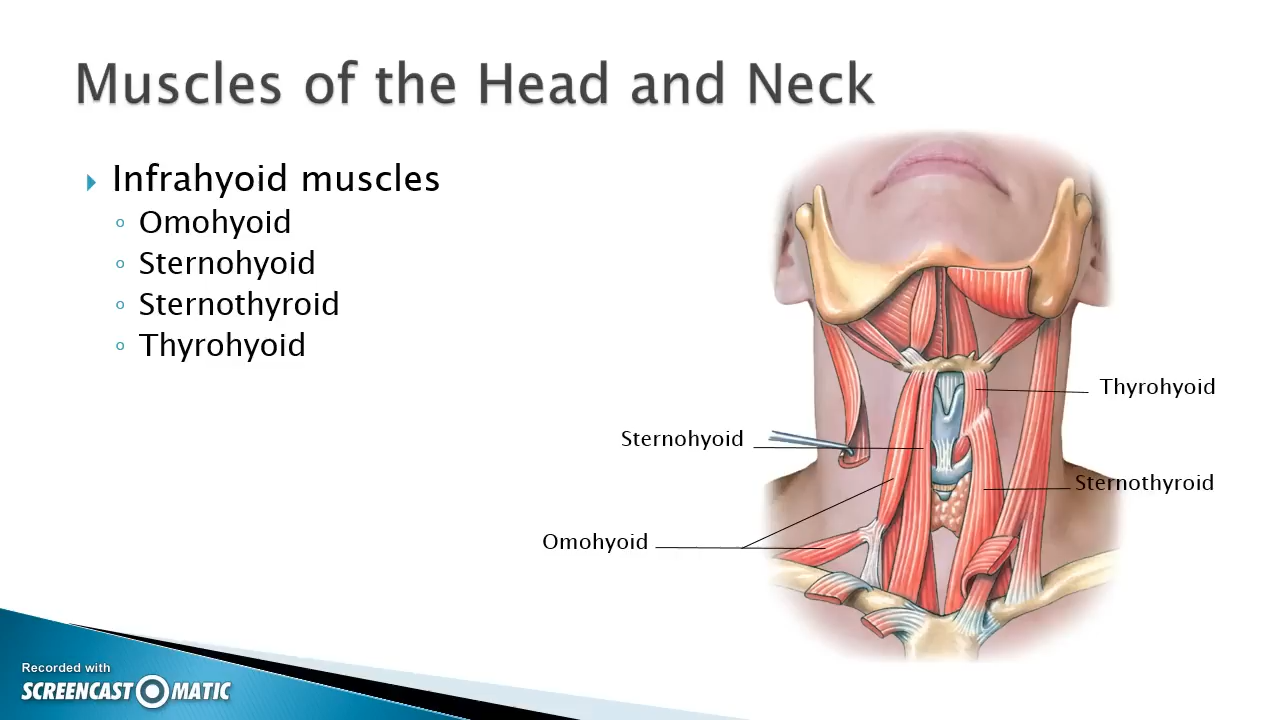 Muscles of the Head and Neck
Infrahyoid muscles
Omohyoid
Sternohyoid
Sternothyroid
Thyrohyoid
Thyrohyoid
Sternohyoid
Sternothyroid
Omohyoid
Recorded with
SCREENCAST O MATIC